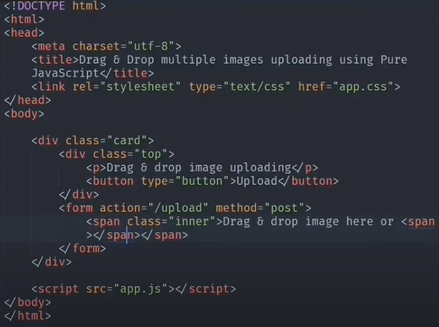 <!DOCTYPE html>
<html>
<head>
    <meta charset="utf-8">
    <title>Drag & Drop multiple images uploading using Pure
    JavaScript</title>
    <link rel="stylesheet" type="text/css" href="app.css">
</head>
<body>

    <div class="card">
        <div class="top">
            <p>Drag & drop image uploading</p>
            <button type="button">Upload</button>
        </div>
        <form action="/upload" method="post">
            <span class="inner">Drag & drop image here or <span
            ></span></span>
        </form>
    </div>

    <script src="app.js"></script>
</body>
</html>